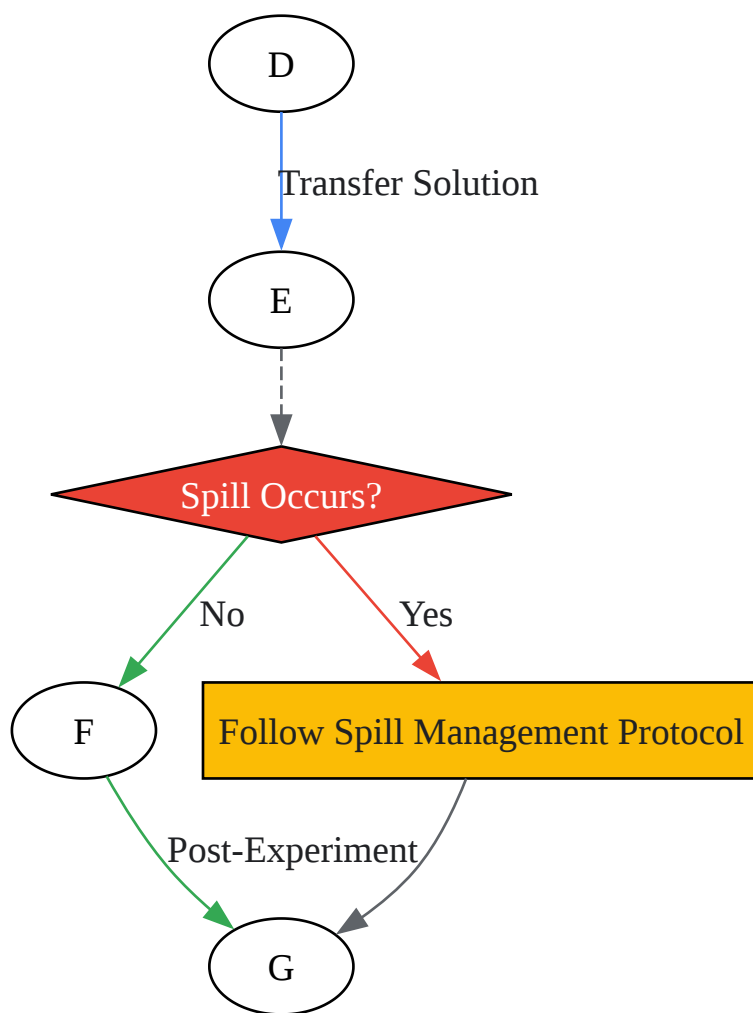 D
Transfer Solution
E
Spill Occurs?
No
Yes
F
Follow Spill Management Protocol
Post-Experiment
G